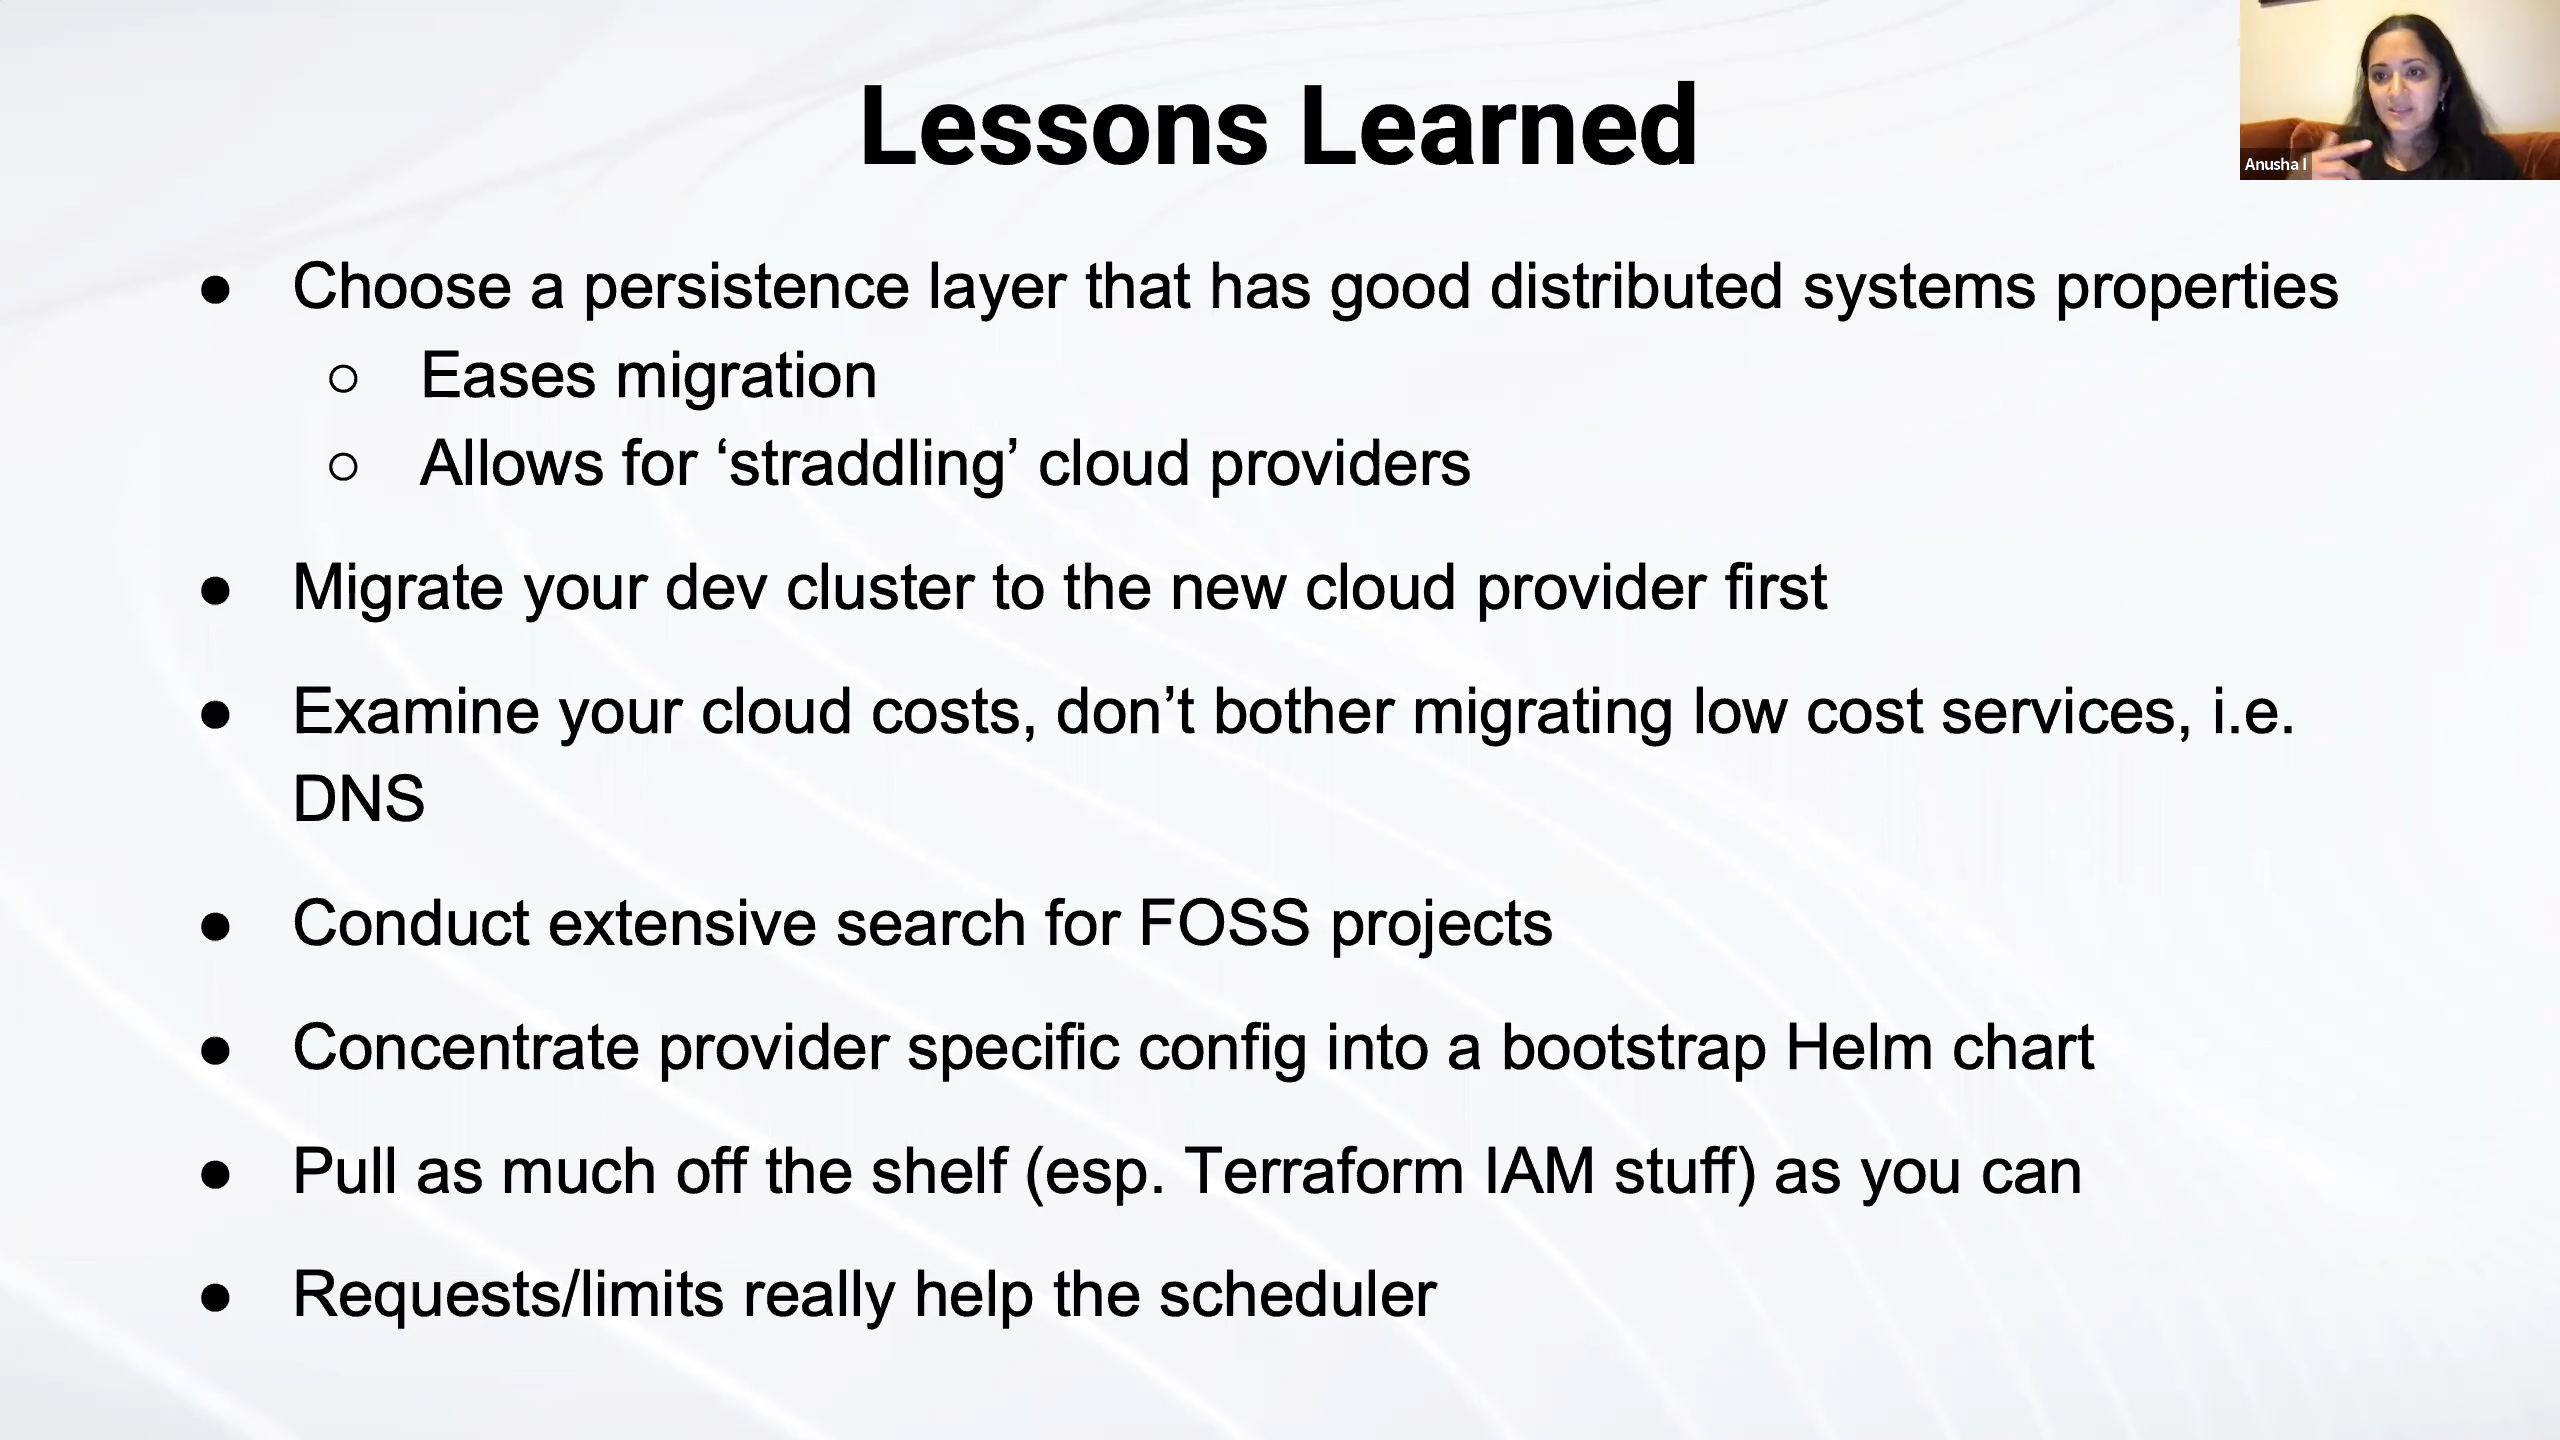 Lessons Learned
Anusha I
● Choose a persistence layer that has good distributed systems properties
○ Eases migration
○ Allows for ‘straddling’ cloud providers
● Migrate your dev cluster to the new cloud provider first
● Examine your cloud costs, don’t bother migrating low cost services, i.e.
DNS
● Conduct extensive search for FOSS projects
● Concentrate provider specific config into a bootstrap Helm chart
● Pull as much off the shelf (esp. Terraform IAM stuff) as you can
● Requests/limits really help the scheduler